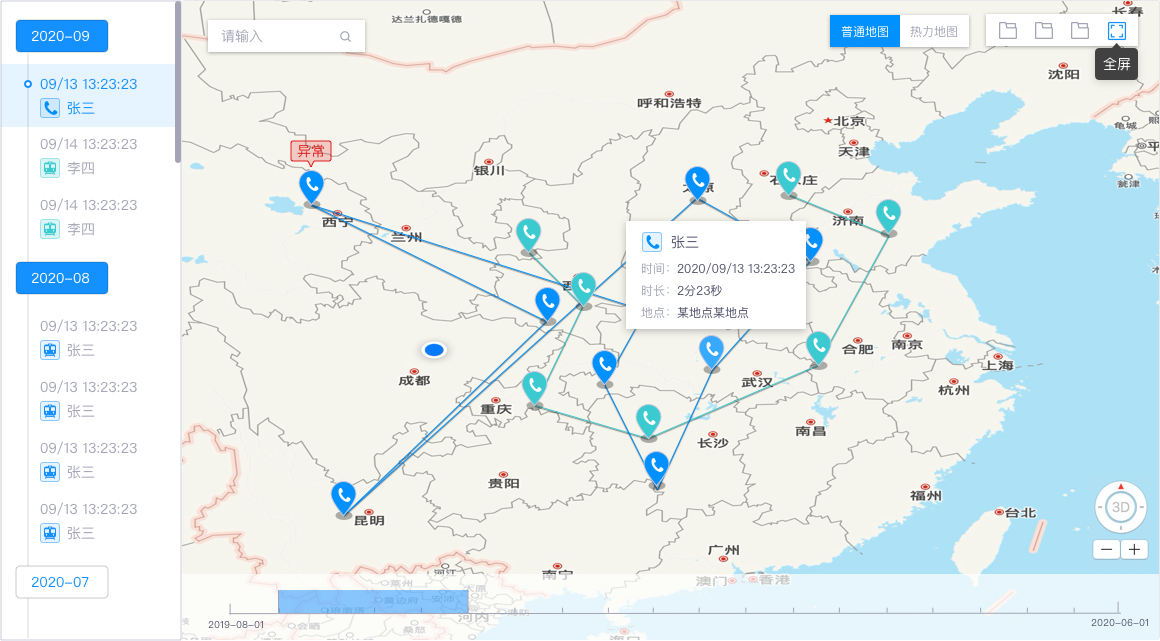 2020-09
09/13 13:23:23
张三
09/14 13:23:23
李四
09/14 13:23:23
李四
2020-08
09/13 13:23:23
张三
09/13 13:23:23
张三
09/13 13:23:23
张三
09/13 13:23:23
张三
2020-07
请输入
普通地图
热力地图
全屏
达兰扎德嘎德
长春
沈阳
呼和浩特
北京
天津
银川
异常
西宁
兰州
济南
张三
时间：2020/09/13 13:23:23
时长：2分23秒
地点：某地点某地点
成都
重庆
武汉
合肥
南京
上海
杭州
南昌
长沙
贵阳
昆明
福州
台北
3D
广州
南宁
澳门
香港
河内
海口
2019-08-01
2020-06-01